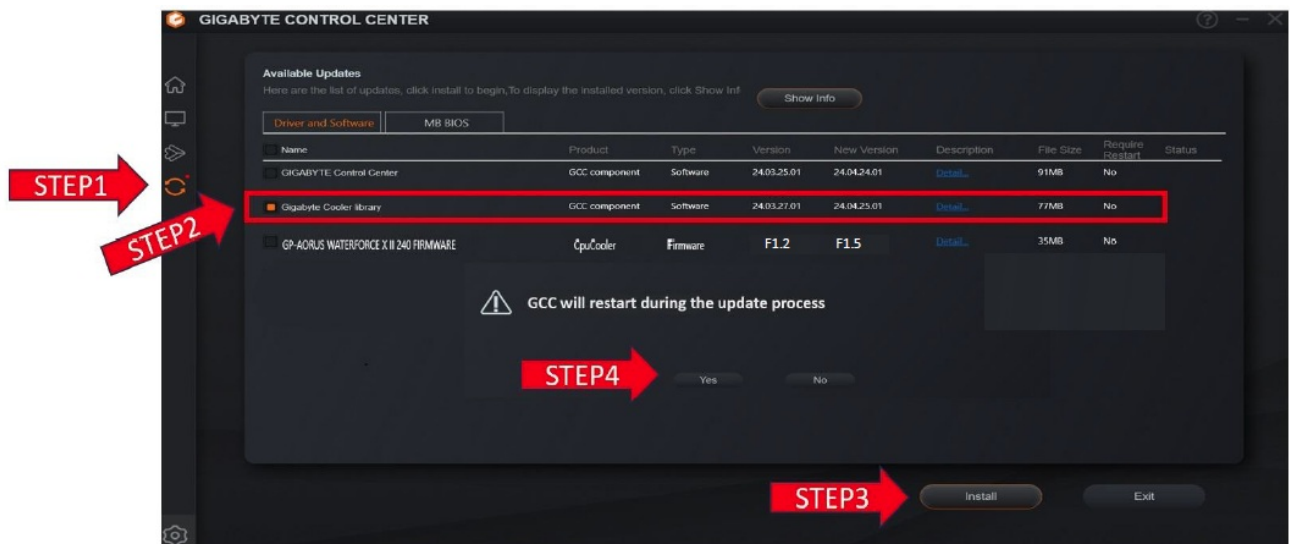 GIGABYTE CONTROL CENTER
Available Updates
Here are the list of updates, click install to begin,To display the installed version, click Show Inf
Show Info
Driver and Software MB BIOS
Name Product Type Version New Version Description File Size Require Restart Status
STEP1
GIGABYTE Control Center GCC component Software 24.03.25.01 24.04.24.01 Detail... 91MB No
STEP2
Gigabyte Cooler library GCC component Software 24.03.27.01 24.04.25.01 Detail... 77MB No
GP-AORUS WATERFORCE X II 240 FIRMWARE CpuCooler Firmware F1.2 F1.5 Detail... 35MB No
GCC will restart during the update process
STEP4 Yes No
STEP3 Install Exit